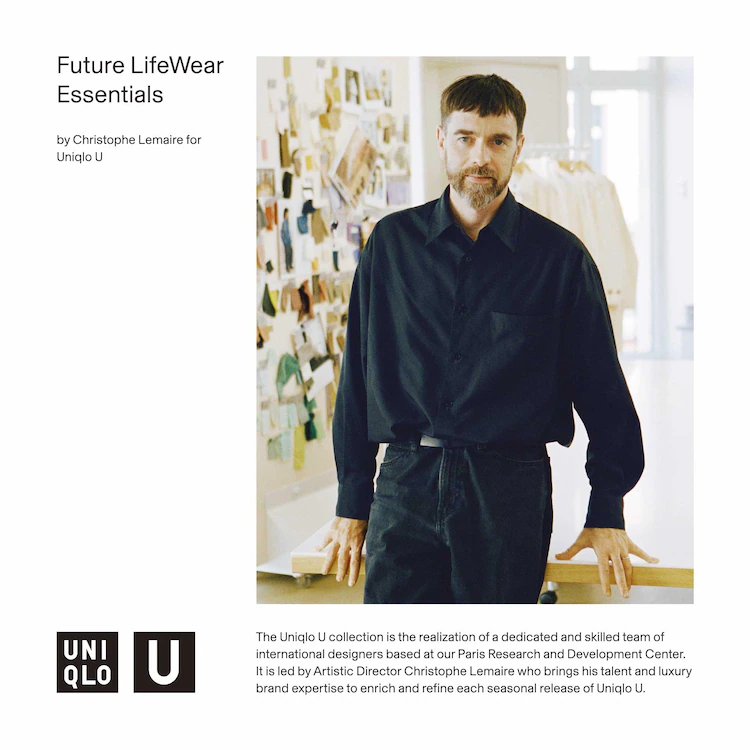 Future LifeWear
Essentials
by Christophe Lemaire for
Uniqlo U
UNI
QLO
U
The Uniqlo U collection is the realization of a dedicated and skilled team of
international designers based at our Paris Research and Development Center.
It is led by Artistic Director Christophe Lemaire who brings his talent and luxury
brand expertise to enrich and refine each seasonal release of Uniqlo U.